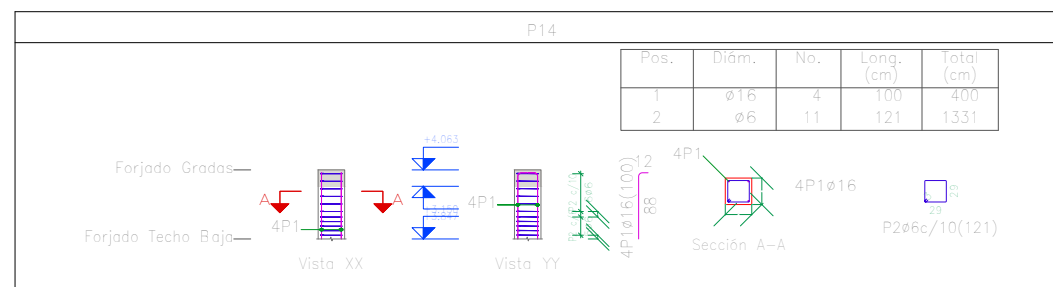 P14
Pos. Diám. No. Long. (cm) Total (cm)
1 ø16 4 100 400
2 ø6 11 121 1331
+4,063
Forjado Gradas
A A
4P1
Forjado Techo Baja
Vista XX
4P1
Vista YY
4P1ø16(100)
12
88
4P1
4P1ø16
Sección A-A
29
29
P2ø6c/10(121)